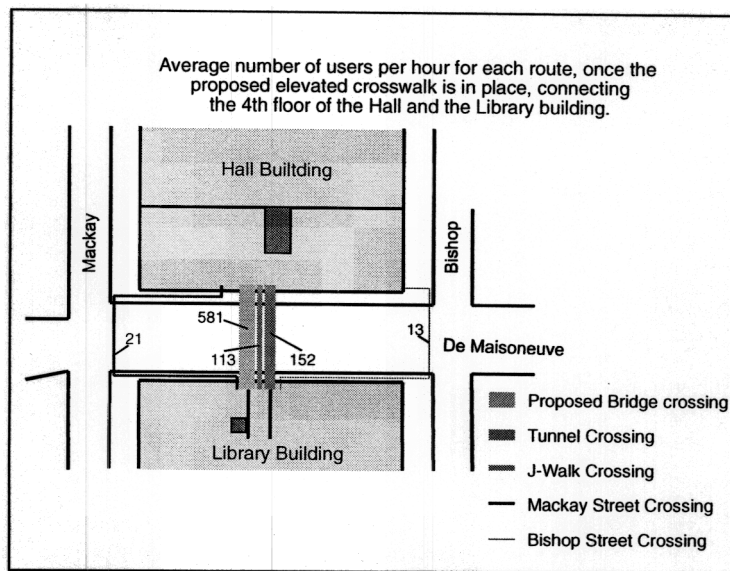 Average number of users per hour for each route, once the
proposed elevated crosswalk is in place, connecting
the 4th floor of the Hall and the Library building.
Hall Builtding
Mackay
Bishop
581
21
113
152
13
De Maisoneuve
Library Building
Proposed Bridge crossing
Tunnel Crossing
J-Walk Crossing
Mackay Street Crossing
Bishop Street Crossing